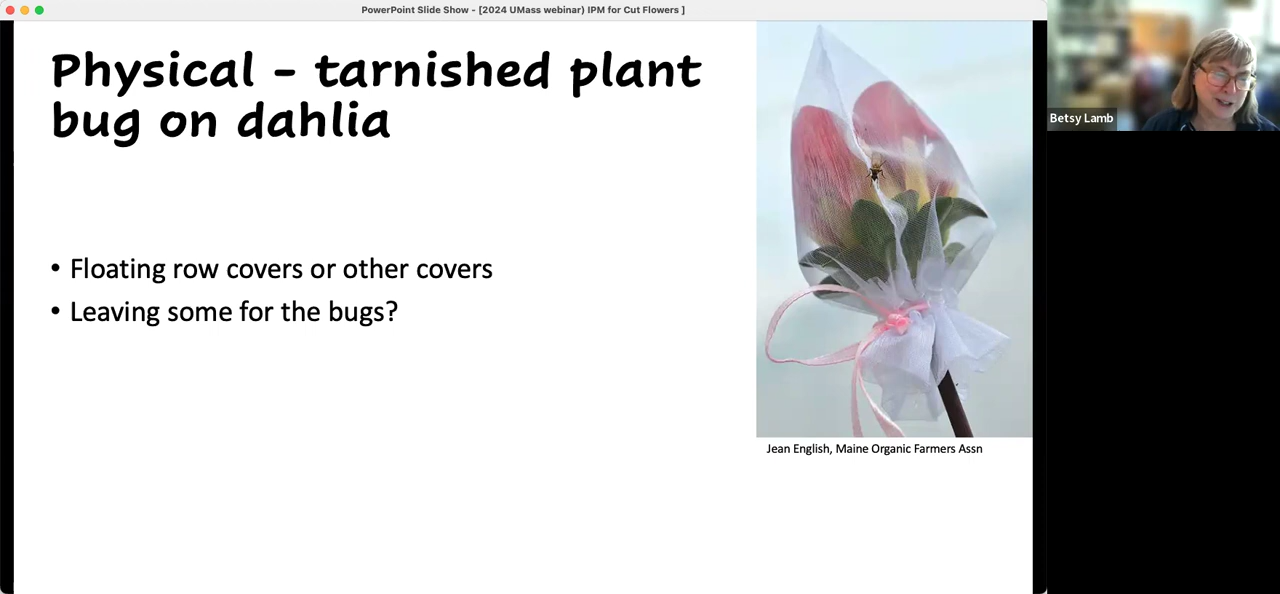 PowerPoint Slide Show - [2024 UMass webinar) IPM for Cut Flowers ]
Physical - tarnished plant
bug on dahlia
• Floating row covers or other covers
• Leaving some for the bugs?
Jean English, Maine Organic Farmers Assn
Betsy Lamb